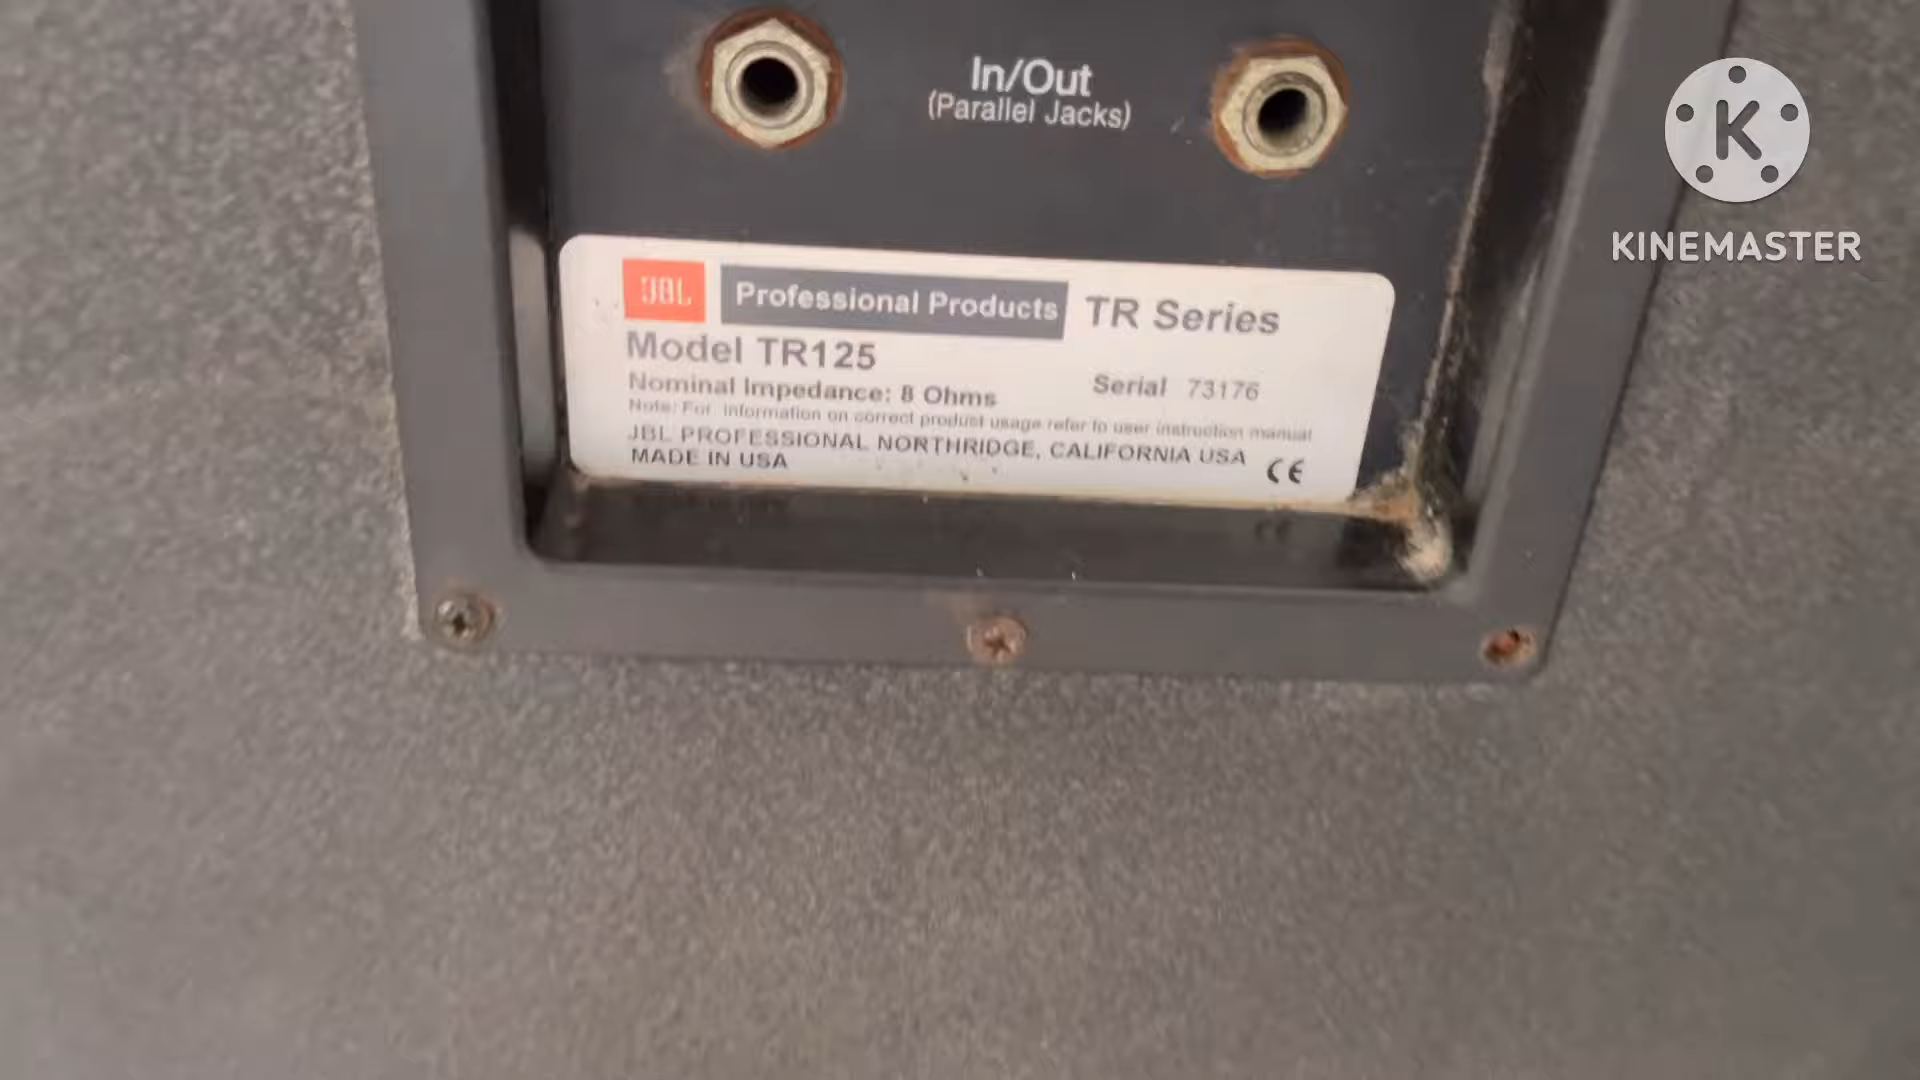 In/Out
(Parallel Jacks)
K
KINEMASTER
JBL Professional Products TR Series
Model TR125
Nominal Impedance: 8 Ohms Serial 73176
Note: For information on correct product usage refer to user instruction manual
JBL PROFESSIONAL NORTHRIDGE, CALIFORNIA USA
MADE IN USA CE